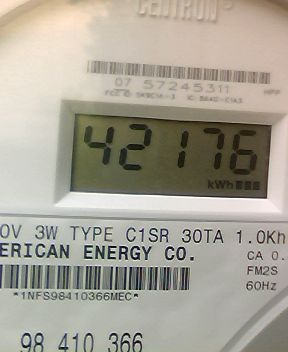 CENTRON®
07 57245311
42176
kWh
0V 3W TYPE C1SR 30TA 1.0Kh
ERICAN ENERGY CO.
CA 0.
FM2S
60Hz
*1NFS98410366MEC*
98 410 366